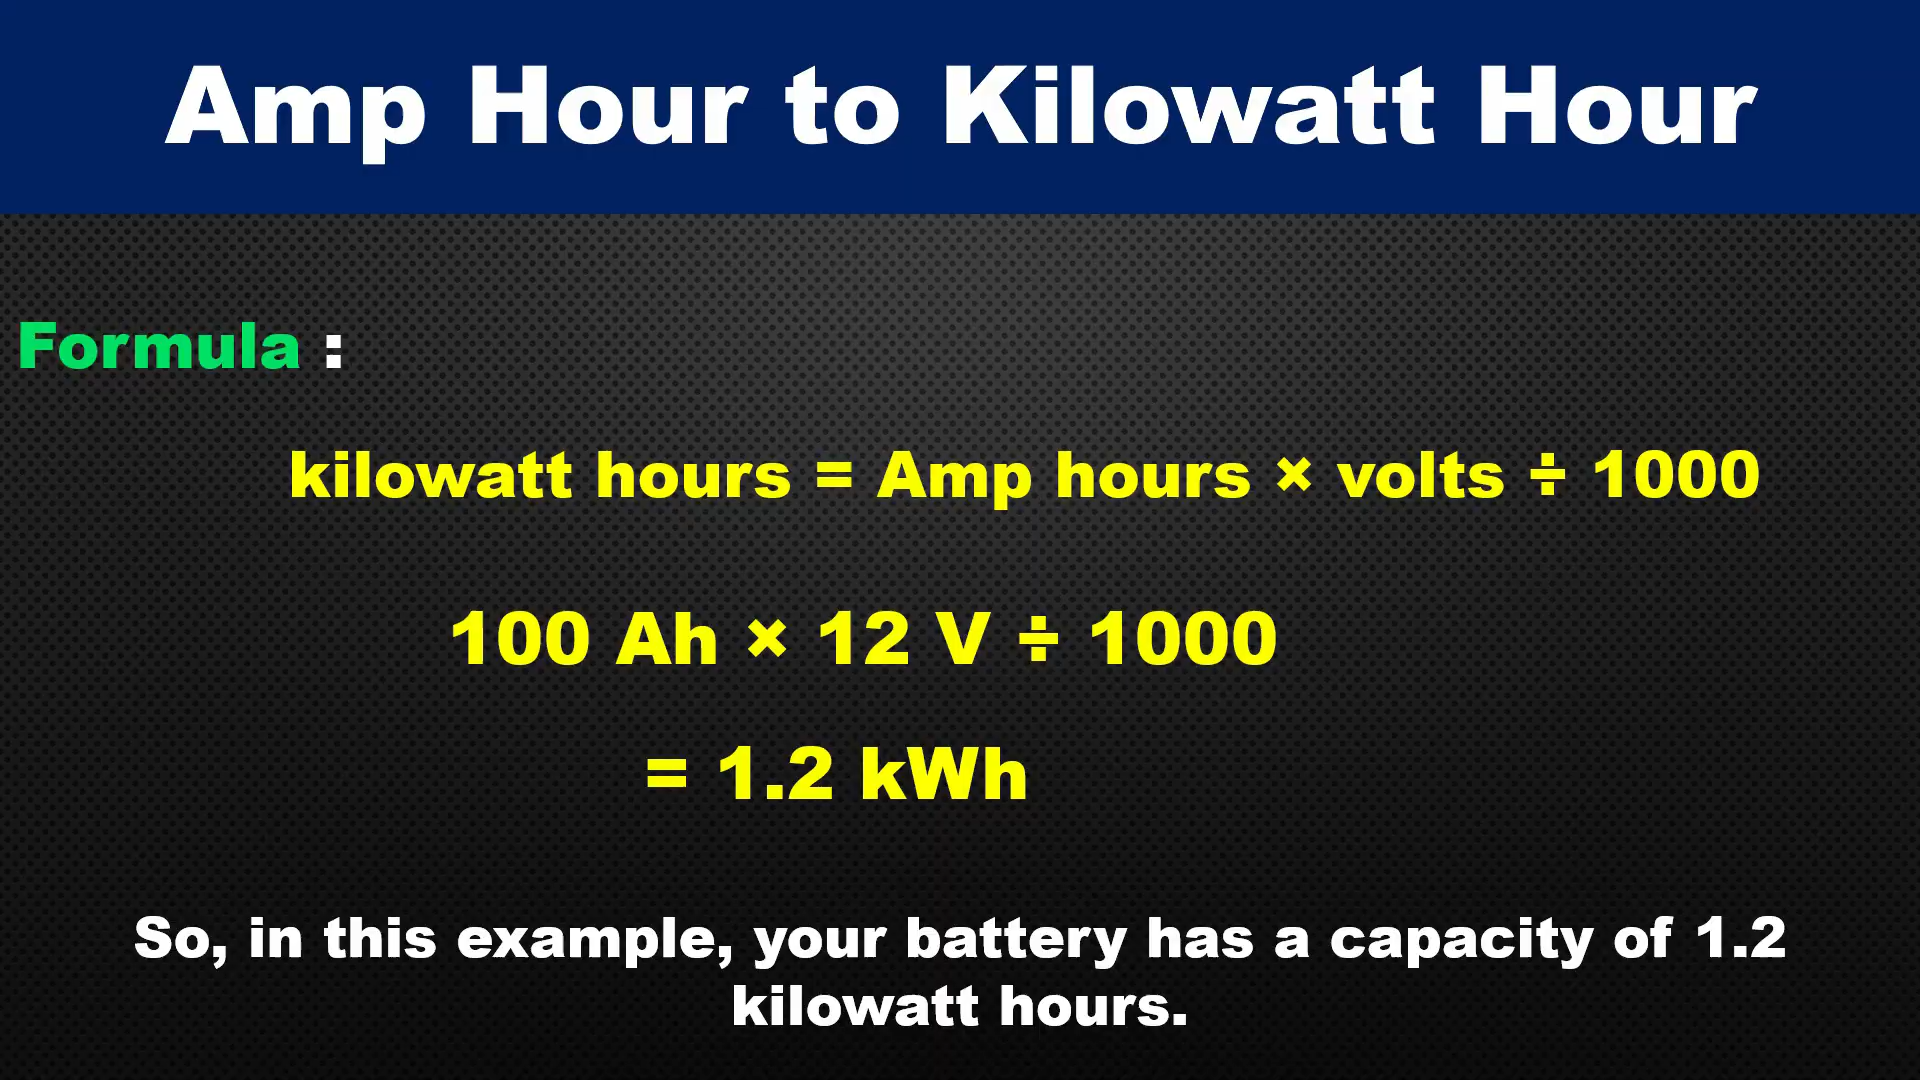 Amp Hour to Kilowatt Hour
Formula :
kilowatt hours = Amp hours × volts ÷ 1000
100 Ah × 12 V ÷ 1000
= 1.2 kWh
So, in this example, your battery has a capacity of 1.2
kilowatt hours.